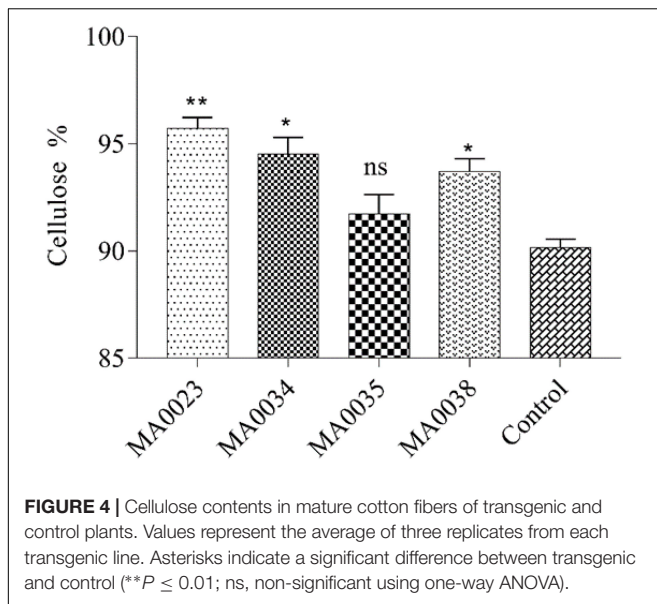 100
95
90
85
Cellulose %
**
*
ns
*
MA0023
MA0034
MA0035
MA0038
Control
FIGURE 4 | Cellulose contents in mature cotton fibers of transgenic and
control plants. Values represent the average of three replicates from each
transgenic line. Asterisks indicate a significant difference between transgenic
and control (**P ≤ 0.01; ns, non-significant using one-way ANOVA).